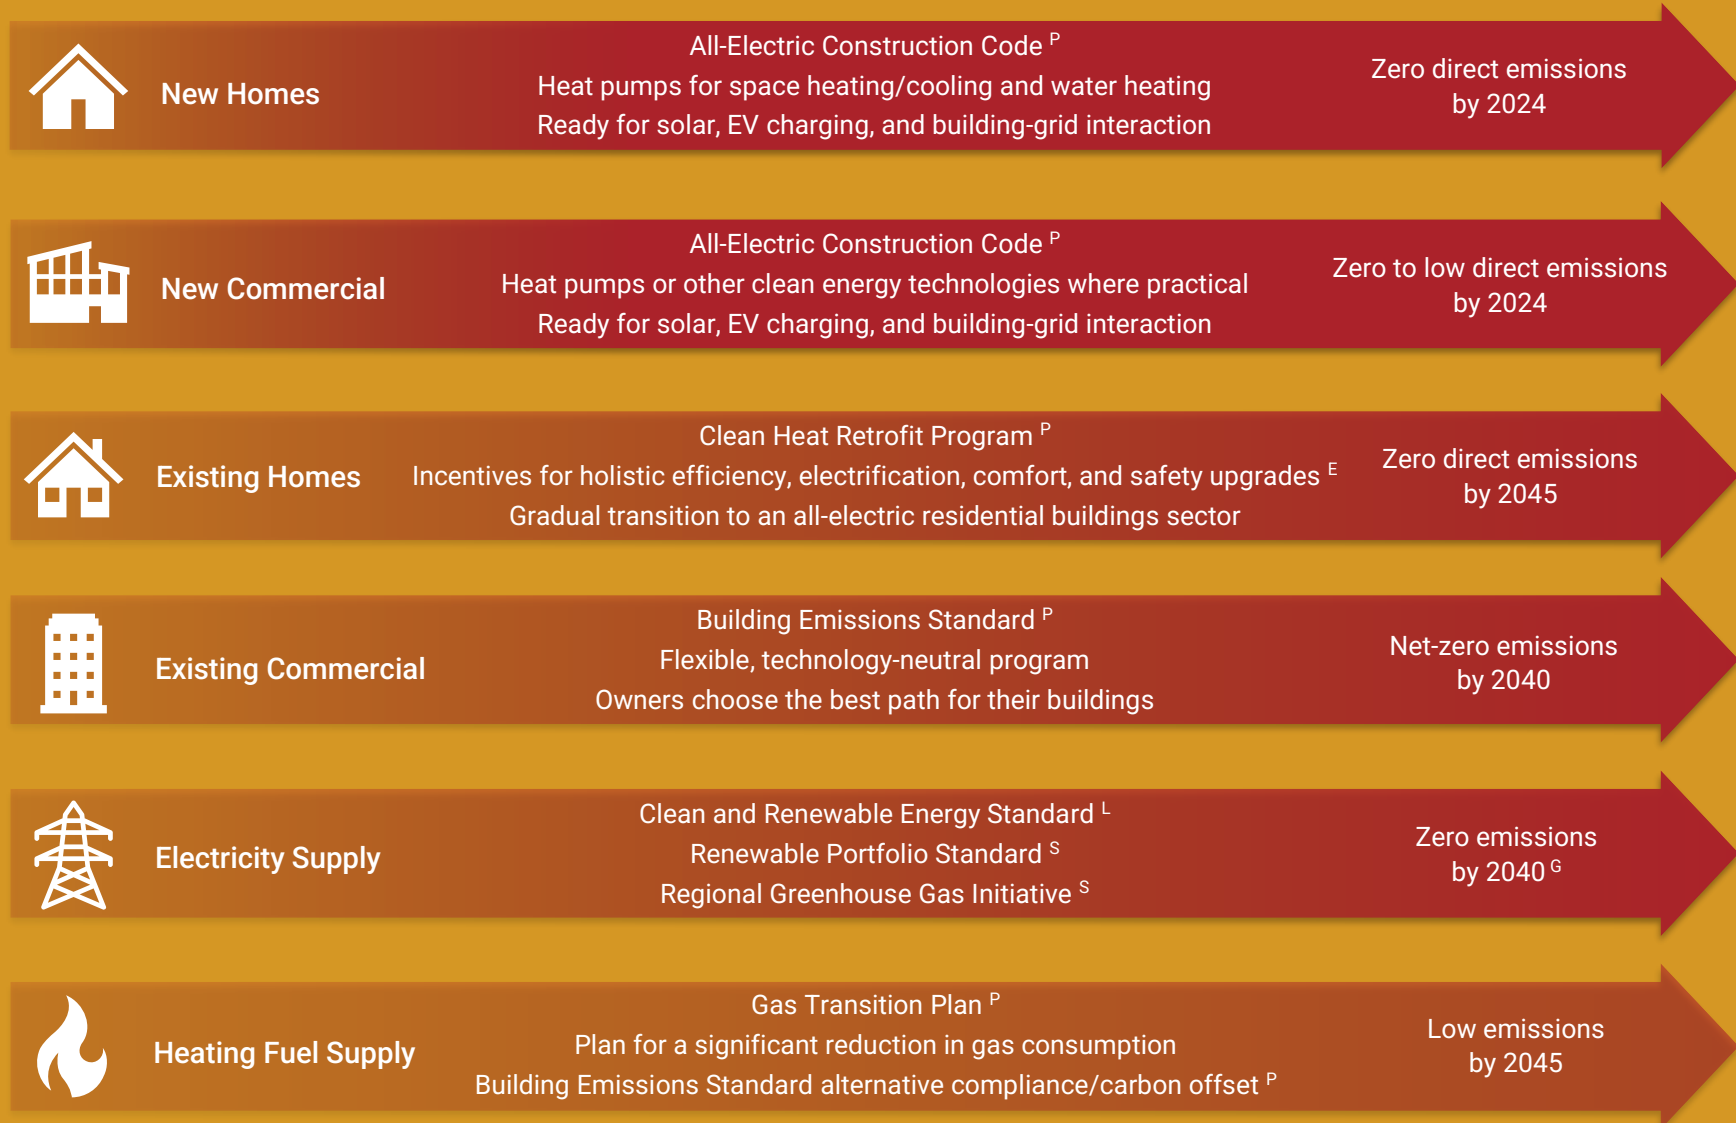 New Homes
All-Electric Construction Code P
Heat pumps for space heating/cooling and water heating
Ready for solar, EV charging, and building-grid interaction
Zero direct emissions
by 2024
New Commercial
All-Electric Construction Code P
Heat pumps or other clean energy technologies where practical
Ready for solar, EV charging, and building-grid interaction
Zero to low direct emissions
by 2024
Existing Homes
Clean Heat Retrofit Program P
Incentives for holistic efficiency, electrification, comfort, and safety upgrades E
Gradual transition to an all-electric residential buildings sector
Zero direct emissions
by 2045
Existing Commercial
Building Emissions Standard P
Flexible, technology-neutral program
Owners choose the best path for their buildings
Net-zero emissions
by 2040
Electricity Supply
Clean and Renewable Energy Standard L
Renewable Portfolio Standard S
Regional Greenhouse Gas Initiative S
Zero emissions
by 2040 G
Heating Fuel Supply
Gas Transition Plan P
Plan for a significant reduction in gas consumption
Building Emissions Standard alternative compliance/carbon offset P
Low emissions
by 2045